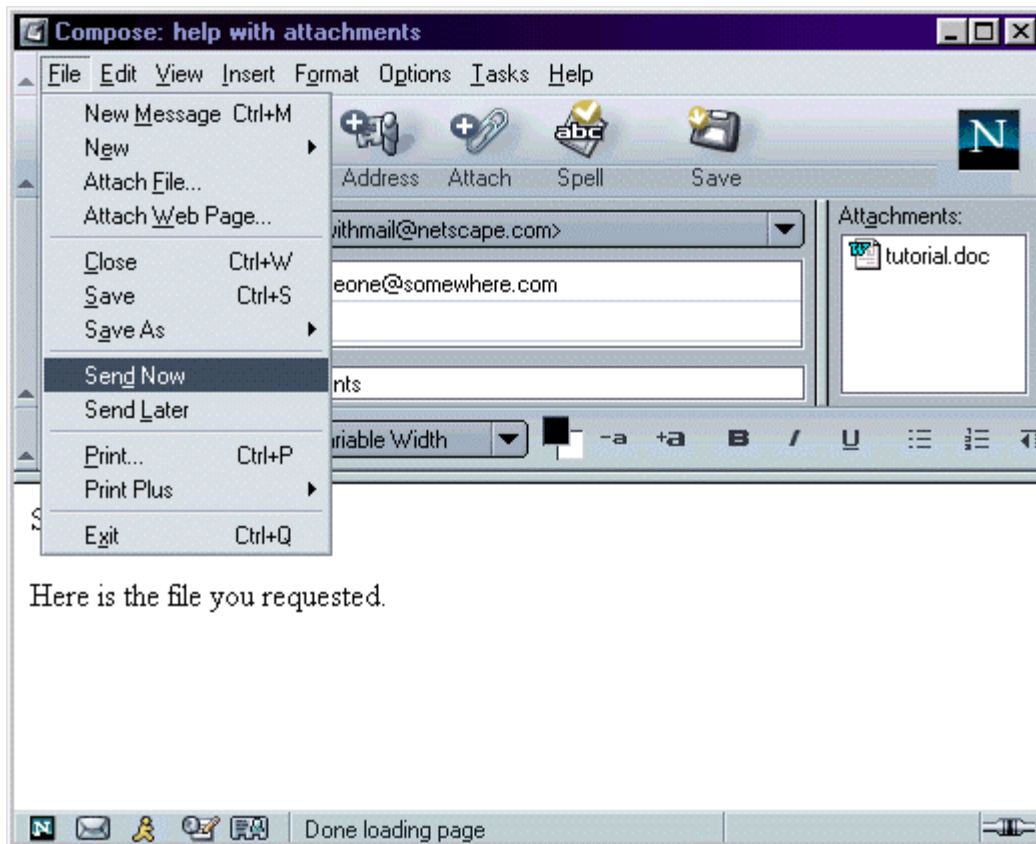 Compose: help with attachments
File Edit View Insert Format Options Tasks Help
New Message Ctrl+M
New
Attach File...
Attach Web Page...
Close Ctrl+W
Save Ctrl+S
Save As
Send Now
Send Later
Print... Ctrl+P
Print Plus
Exit Ctrl+Q
Address Attach Spell Save
abc
N
withmail@netscape.com>
eone@somewhere.com
nts
Attachments:
tutorial.doc
riable Width
-a +a B I U
S
Here is the file you requested.
N
Done loading page